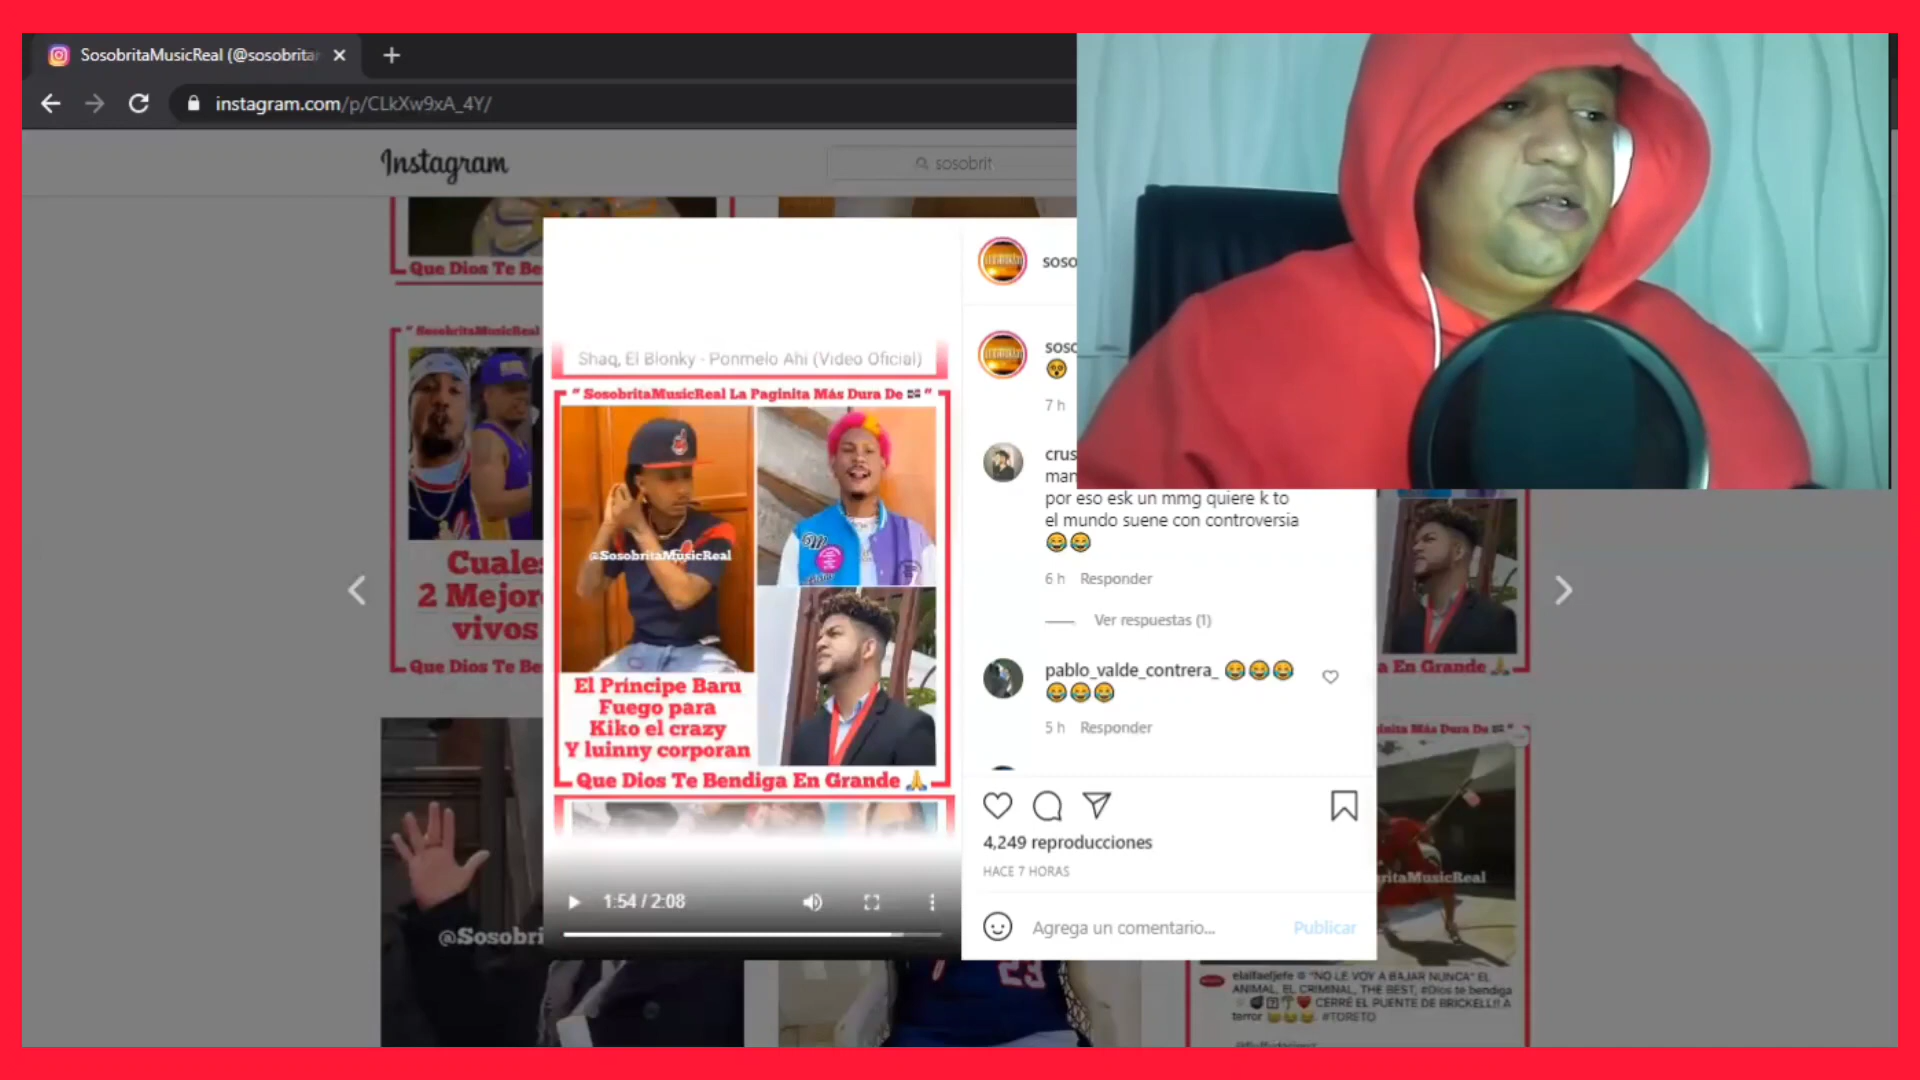 SosobritaMusicReal (@sosobrita
instagram.com/p/CLkXw9xA_4Y/
Instagram
sosobrit
Que Dios Te Be
" SosobritaMusicReal
Cuales
2 Mejor
vivos
Que Dios Te Be
@Sosobri
Shaq, El Blonky - Ponmelo Ahi (Video Oficial)
" SosobritaMusicReal La Paginita Más Dura De 🇩🇴 "
@SosobritaMusicReal
El Príncipe Baru
Fuego para
Kiko el crazy
Y luinny corporan
Que Dios Te Bendiga En Grande 🙏
1:54 / 2:08
soso
soso
😲
7 h
crus
man
por eso esk un mmg quiere k to
el mundo suene con controversia
😂😂
6 h Responder
Ver respuestas (1)
pablo_valde_contrera_ 😂😂😂
😂😂😂
5 h Responder
4,249 reproducciones
HACE 7 HORAS
Agrega un comentario...
Publicar
a En Grande 🙏
inita Más Dura De 🇩🇴 "
ritaMusicReal
23
elalfaeljefe "NO LE VOY A BAJAR NUNCA" EL
ANIMAL, EL CRIMINAL, THE BEST, #Dios te bendiga
CERRÉ EL PUENTE DE BRICKELL!! A
terror #TORETO